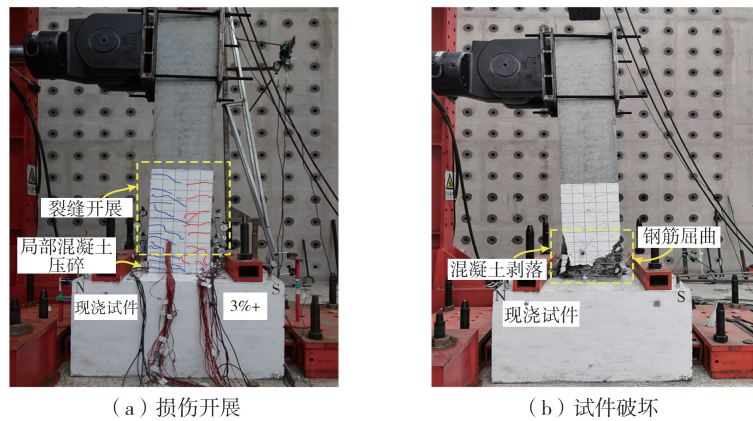 裂缝开展
局部混凝土
压碎
N
S
现浇试件
3%+
(a)损伤开展
钢筋屈曲
混凝土剥落
N
S
现浇试件
(b)试件破坏